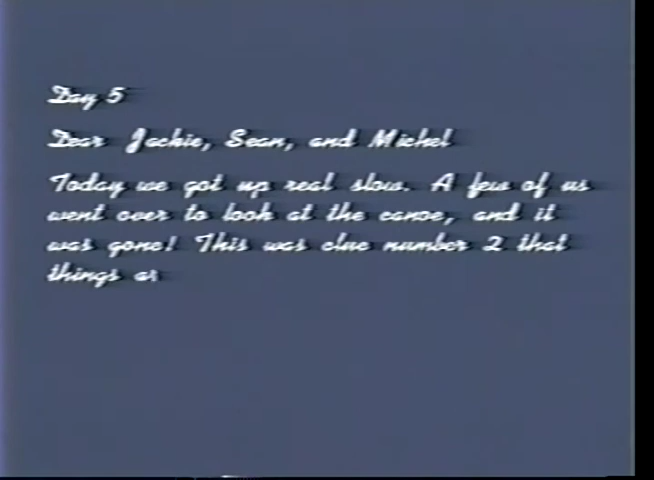 Day 5
Dear Jackie, Sean, and Michel
Today we got up real slow. A few of us
went over to look at the canoe, and it
was gone! This was clue number 2 that
things ar